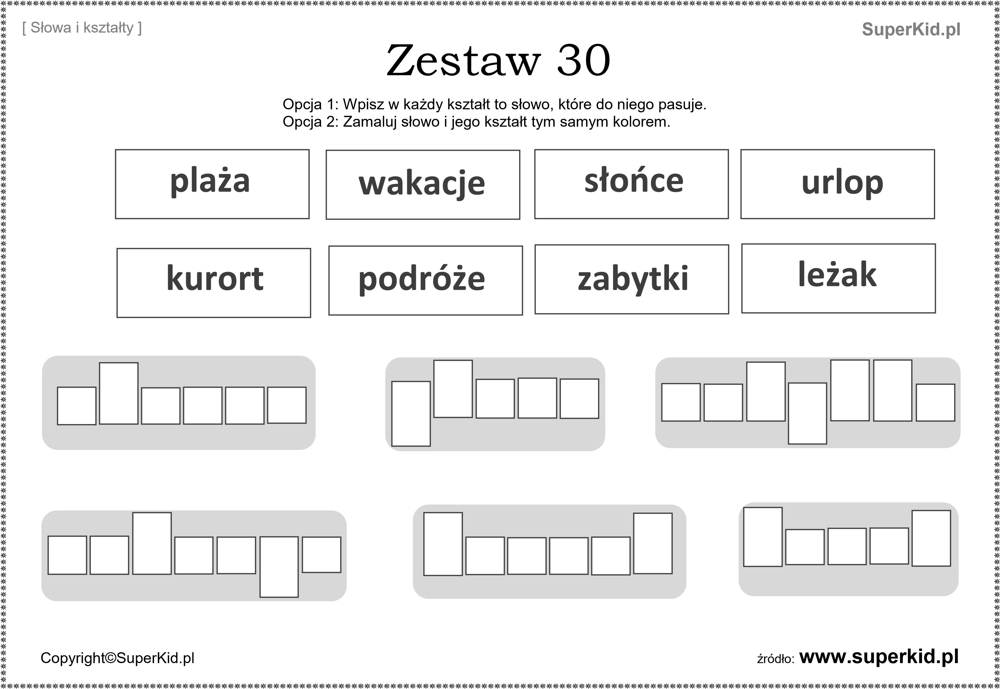 [ Słowa i kształty ]
SuperKid.pl
Zestaw 30
Opcja 1: Wpisz w każdy kształt to słowo, które do niego pasuje.
Opcja 2: Zamaluj słowo i jego kształt tym samym kolorem.
plaża
wakacje
słońce
urlop
kurort
podróże
zabytki
leżak
Copyright©SuperKid.pl
źródło: www.superkid.pl